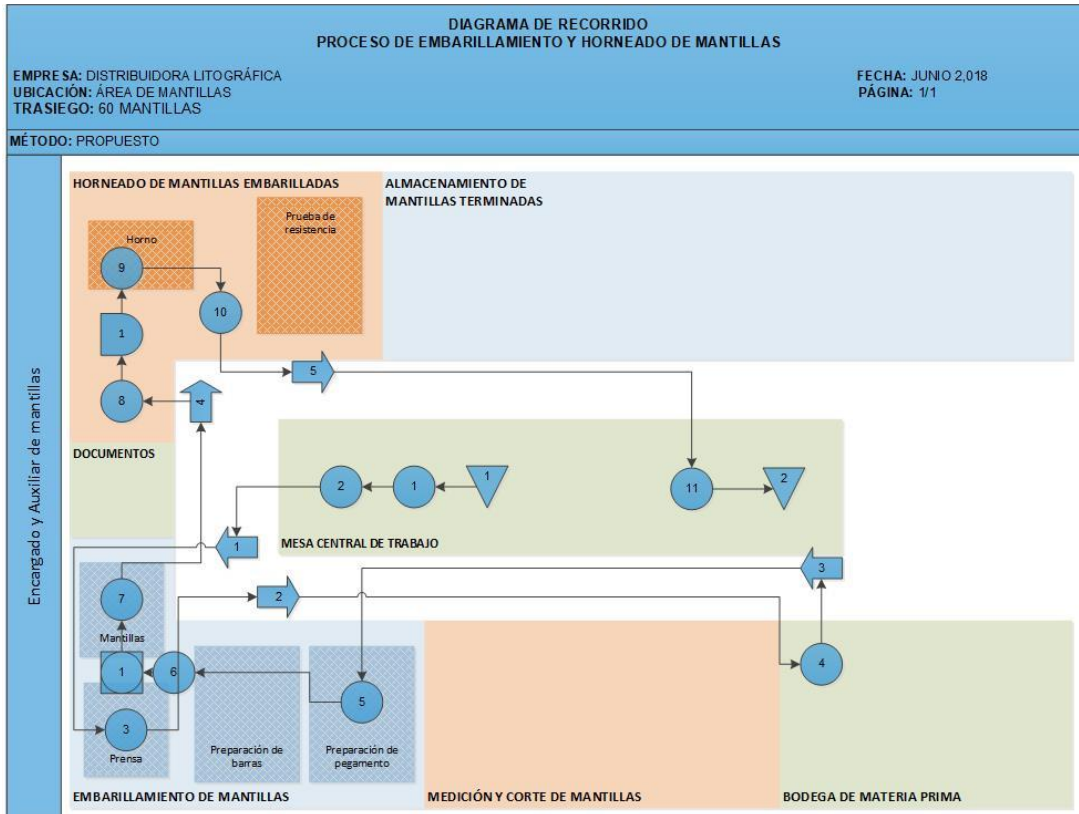 DIAGRAMA DE RECORRIDO
PROCESO DE EMBARILLAMIENTO Y HORNEADO DE MANTILLAS
EMPRESA: DISTRIBUIDORA LITOGRÁFICA
FECHA: JUNIO 2,018
UBICACIÓN: ÁREA DE MANTILLAS
PÁGINA: 1/1
TRASIEGO: 60 MANTILLAS
MÉTODO: PROPUESTO
Encargado y Auxiliar de mantillas
HORNEADO DE MANTILLAS EMBARILLADAS
ALMACENAMIENTO DE
MANTILLAS TERMINADAS
Prueba de
resistencia
Horno
9
10
1
5
8
4
DOCUMENTOS
2
1
1
11
2
1
MESA CENTRAL DE TRABAJO
3
7
2
Mantillas
1
6
4
5
3
Prensa
Preparación de
barras
Preparación de
pegamento
EMBARILLAMIENTO DE MANTILLAS
MEDICIÓN Y CORTE DE MANTILLAS
BODEGA DE MATERIA PRIMA